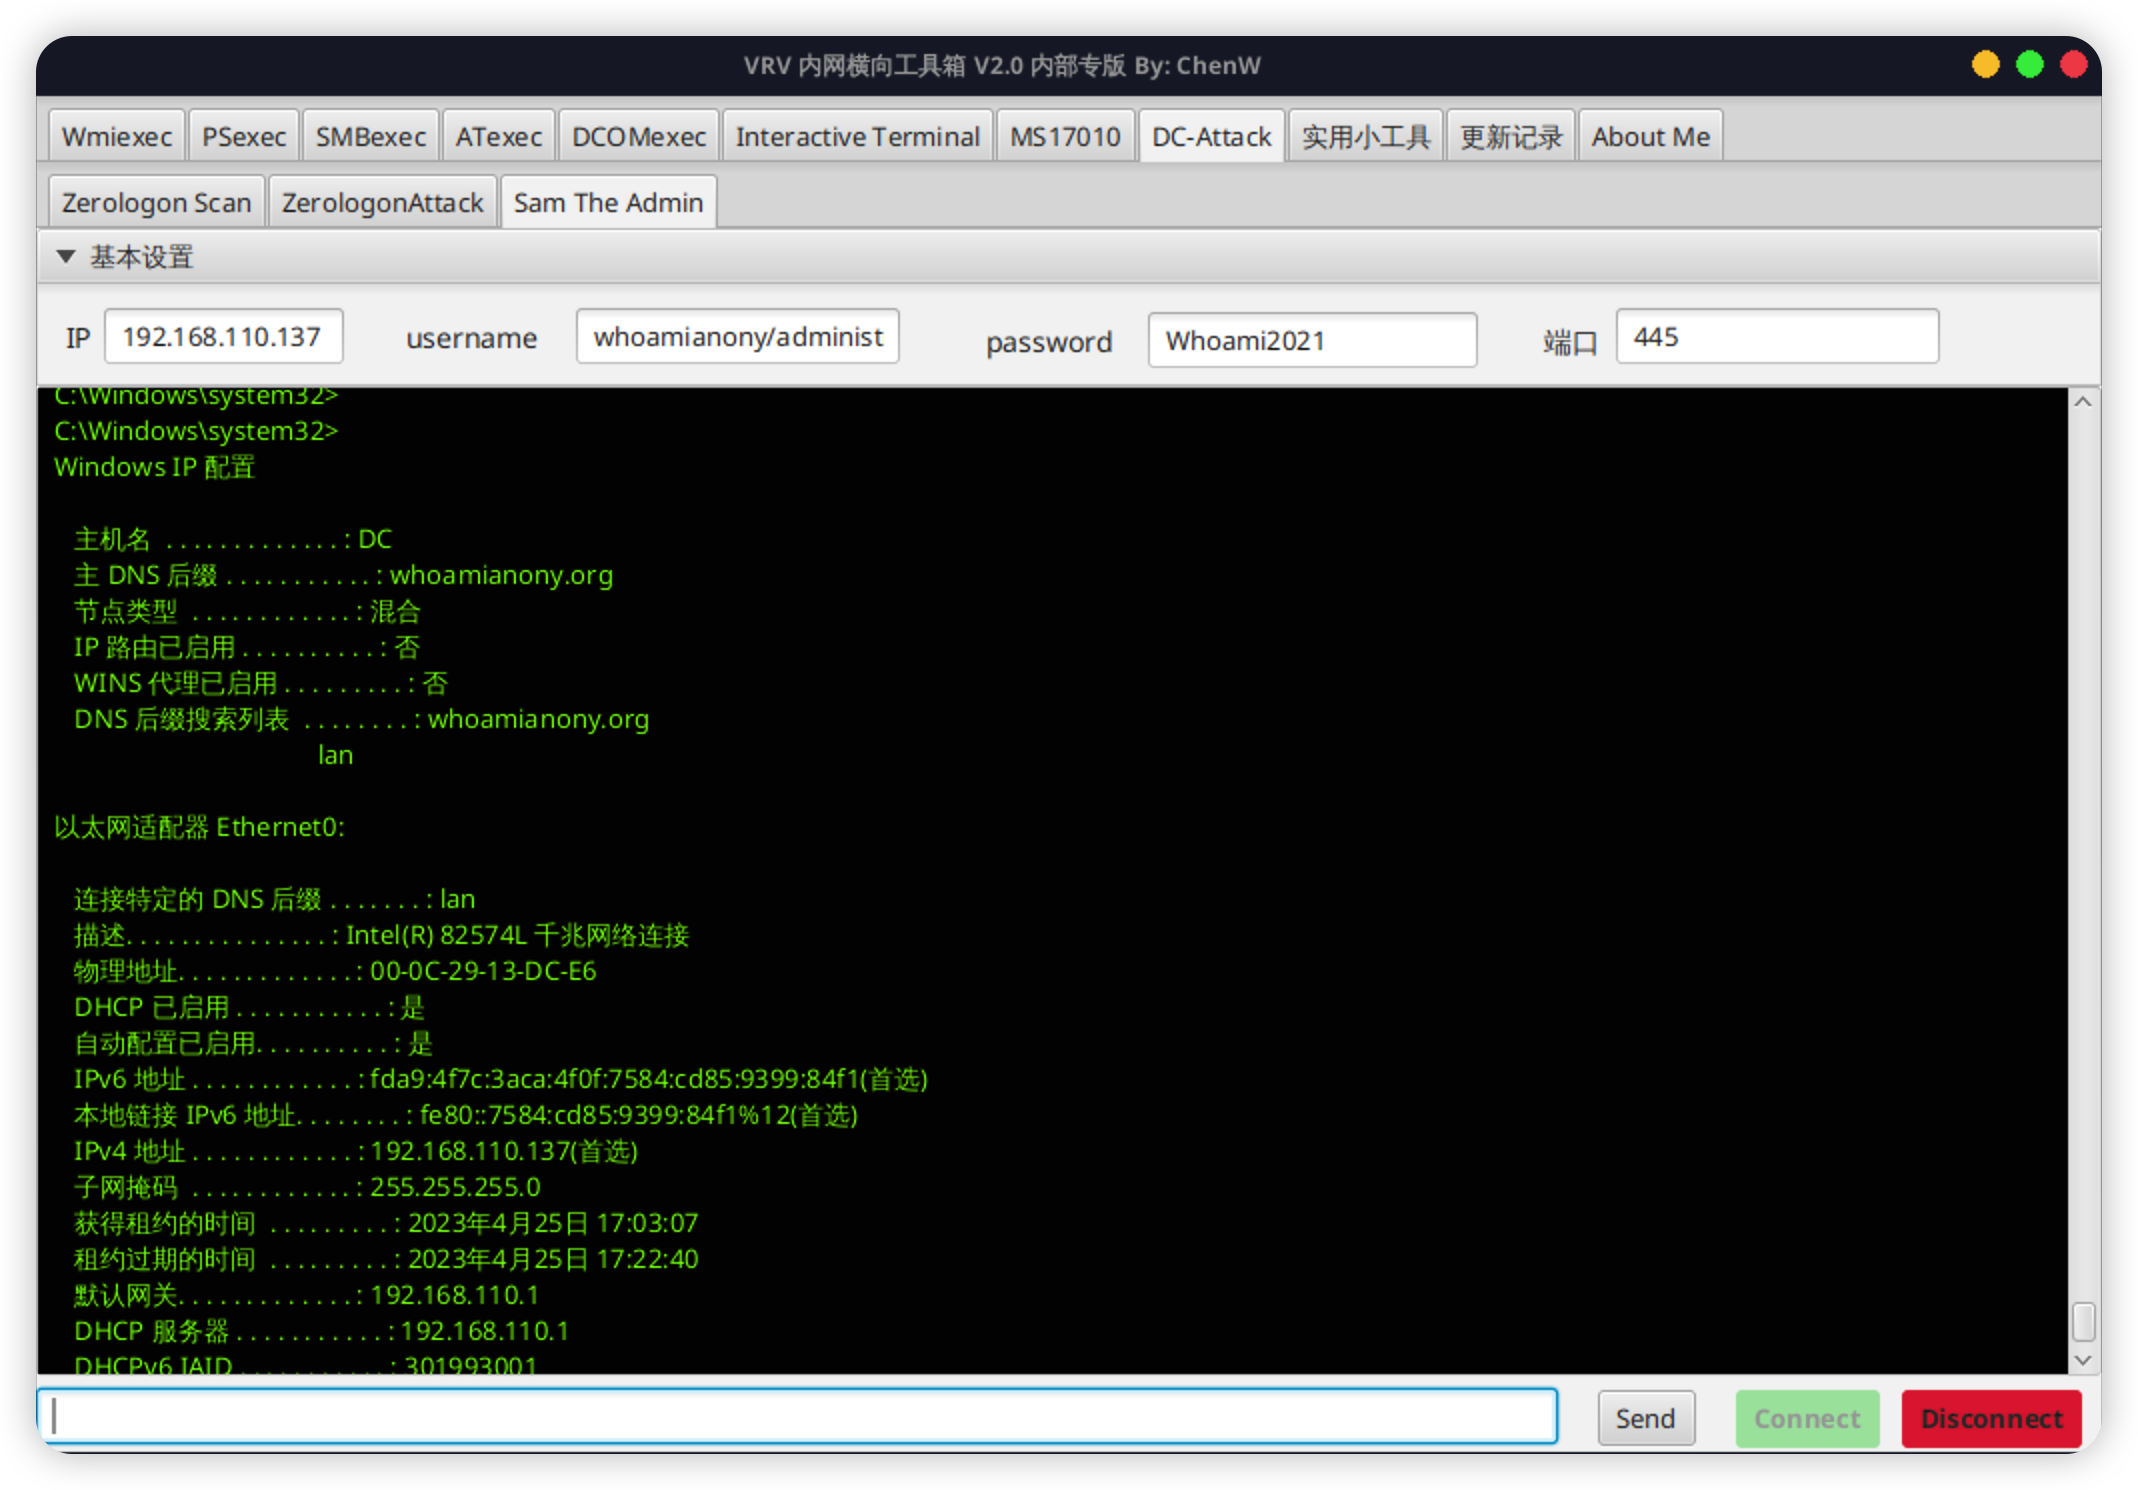 VRV 内网横向工具箱 V2.0 内部专版 By: ChenW
Wmiexec PSexec SMBexec ATexec DCOMexec Interactive Terminal MS17010 DC-Attack 实用小工具 更新记录 About Me
Zerologon Scan ZerologonAttack Sam The Admin
基本设置
IP 192.168.110.137 username whoamianony/administ password Whoami2021 端口 445
C:\Windows\system32>
C:\Windows\system32>
Windows IP 配置
主机名 . . . . . . . . . . . . . : DC
主 DNS 后缀 . . . . . . . . . . . : whoamianony.org
节点类型 . . . . . . . . . . . . : 混合
IP 路由已启用 . . . . . . . . . . : 否
WINS 代理已启用 . . . . . . . . . : 否
DNS 后缀搜索列表 . . . . . . . . : whoamianony.org
lan
以太网适配器 Ethernet0:
连接特定的 DNS 后缀 . . . . . . . : lan
描述. . . . . . . . . . . . . . . : Intel(R) 82574L 千兆网络连接
物理地址. . . . . . . . . . . . . : 00-0C-29-13-DC-E6
DHCP 已启用 . . . . . . . . . . . : 是
自动配置已启用. . . . . . . . . . : 是
IPv6 地址 . . . . . . . . . . . . : fda9:4f7c:3aca:4f0f:7584:cd85:9399:84f1(首选)
本地链接 IPv6 地址. . . . . . . . : fe80::7584:cd85:9399:84f1%12(首选)
IPv4 地址 . . . . . . . . . . . . : 192.168.110.137(首选)
子网掩码 . . . . . . . . . . . . : 255.255.255.0
获得租约的时间 . . . . . . . . . : 2023年4月25日 17:03:07
租约过期的时间 . . . . . . . . . : 2023年4月25日 17:22:40
默认网关. . . . . . . . . . . . . : 192.168.110.1
DHCP 服务器 . . . . . . . . . . . : 192.168.110.1
DHCPv6 IAID . . . . . . . . . . . : 301993001
Send Connect Disconnect